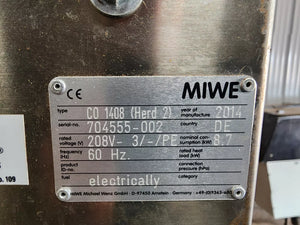 MIWE
type CO 1408 (Herd 2) year of manufacture 2014
serial-no. 704555-002 country DE
rated voltage (V) 208V- 3/-/PE nominal consumption (kW) 8.7
frequency (Hz) 60 Hz. rated heat load (kW)
product ID-no. connection pressure (hPa)
fuel electrically
MIWE Michael Wenz GmbH · D-97450 Arnstein · Germany
o. 109